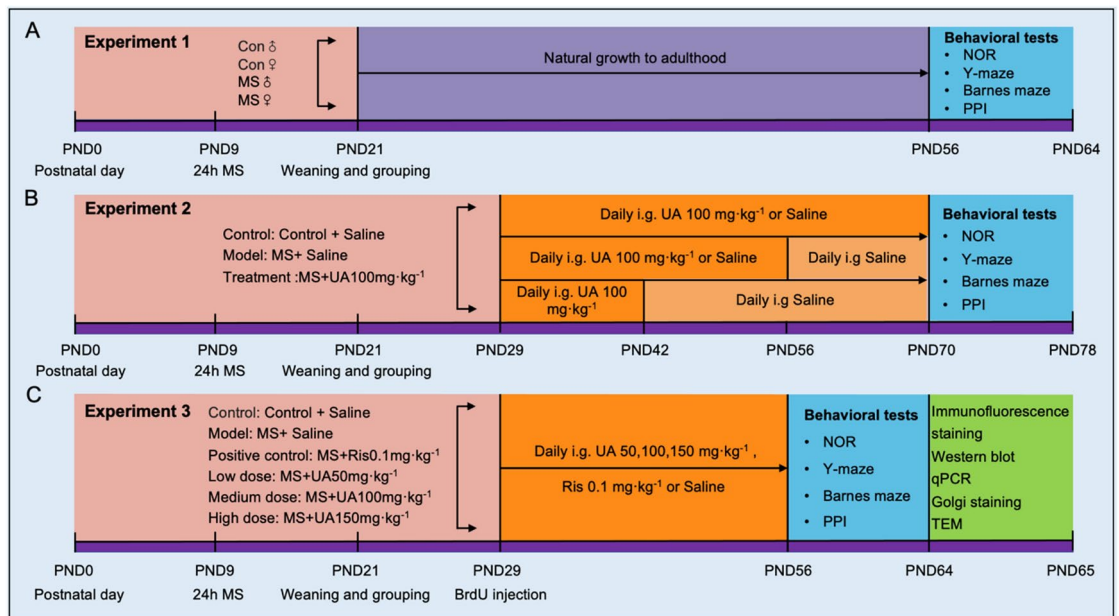 A
Experiment 1
Con ♂
Con ♀
MS ♂
MS ♀
Natural growth to adulthood
Behavioral tests
• NOR
• Y-maze
• Barnes maze
• PPI
PND0
PND9
PND21
PND56
PND64
Postnatal day
24h MS
Weaning and grouping
B
Experiment 2
Control: Control + Saline
Model: MS+ Saline
Treatment :MS+UA100mg·kg⁻¹
Daily i.g. UA 100 mg·kg⁻¹ or Saline
Daily i.g. UA 100 mg·kg⁻¹ or Saline
Daily i.g Saline
Daily i.g. UA 100
mg·kg⁻¹
Daily i.g Saline
Behavioral tests
• NOR
• Y-maze
• Barnes maze
• PPI
PND0
PND9
PND21
PND29
PND42
PND56
PND70
PND78
Postnatal day
24h MS
Weaning and grouping
C
Experiment 3
Control: Control + Saline
Model: MS+ Saline
Positive control: MS+Ris0.1mg·kg⁻¹
Low dose: MS+UA50mg·kg⁻¹
Medium dose: MS+UA100mg·kg⁻¹
High dose: MS+UA150mg·kg⁻¹
Daily i.g. UA 50,100,150 mg·kg⁻¹ ,
Ris 0.1 mg·kg⁻¹ or Saline
Behavioral tests
• NOR
• Y-maze
• Barnes maze
• PPI
Immunofluorescence
staining
Western blot
qPCR
Golgi staining
TEM
PND0
PND9
PND21
PND29
PND56
PND64
PND65
Postnatal day
24h MS
Weaning and grouping
BrdU injection